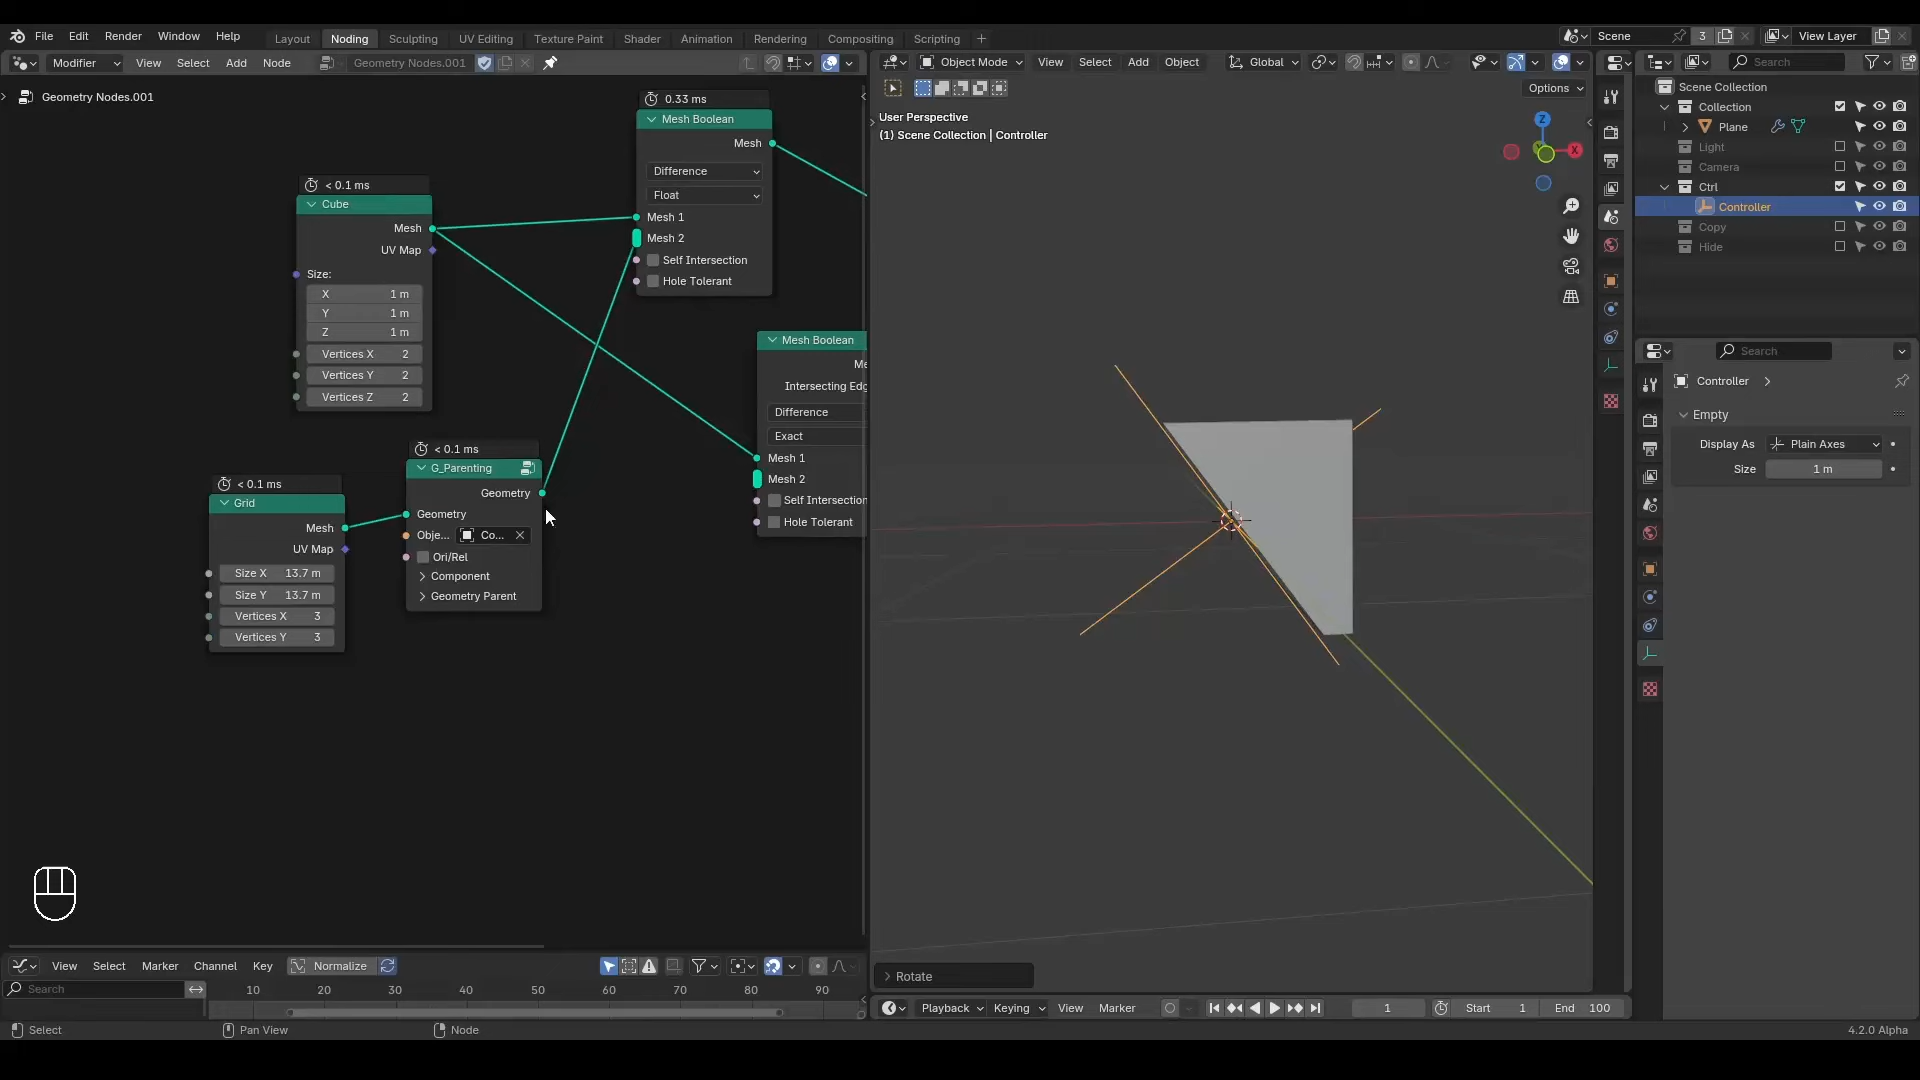 File Edit Render Window Help Layout Noding Sculpting UV Editing Texture Paint Shader Animation Rendering Compositing Scripting Scene 3 View Layer
Modifier View Select Add Node Geometry Nodes.001
Object Mode View Select Add Object Global
Search
Options
Geometry Nodes.001
User Perspective
(1) Scene Collection | Controller
Z
X
0.33 ms
Mesh Boolean
Mesh
Difference
Float
Mesh 1
Mesh 2
Self Intersection
Hole Tolerant
< 0.1 ms
Cube
Mesh
UV Map
Size:
X 1 m
Y 1 m
Z 1 m
Vertices X 2
Vertices Y 2
Vertices Z 2
Mesh Boolean
Me
Intersecting Edg
Difference
Exact
Mesh 1
Mesh 2
Self Intersection
Hole Tolerant
< 0.1 ms
G_Parenting
Geometry
Geometry
Obje... Co...
Ori/Rel
Component
Geometry Parent
< 0.1 ms
Grid
Mesh
UV Map
Size X 13.7 m
Size Y 13.7 m
Vertices X 3
Vertices Y 3
Scene Collection
Collection
Plane
Light
Camera
Ctrl
Controller
Copy
Hide
Search
Controller
Empty
Display As Plain Axes
Size 1 m
Rotate
View Select Marker Channel Key Normalize
Search
10 20 30 40 50 60 70 80 90
Playback Keying View Marker 1 Start 1 End 100
Select Pan View Node 4.2.0 Alpha